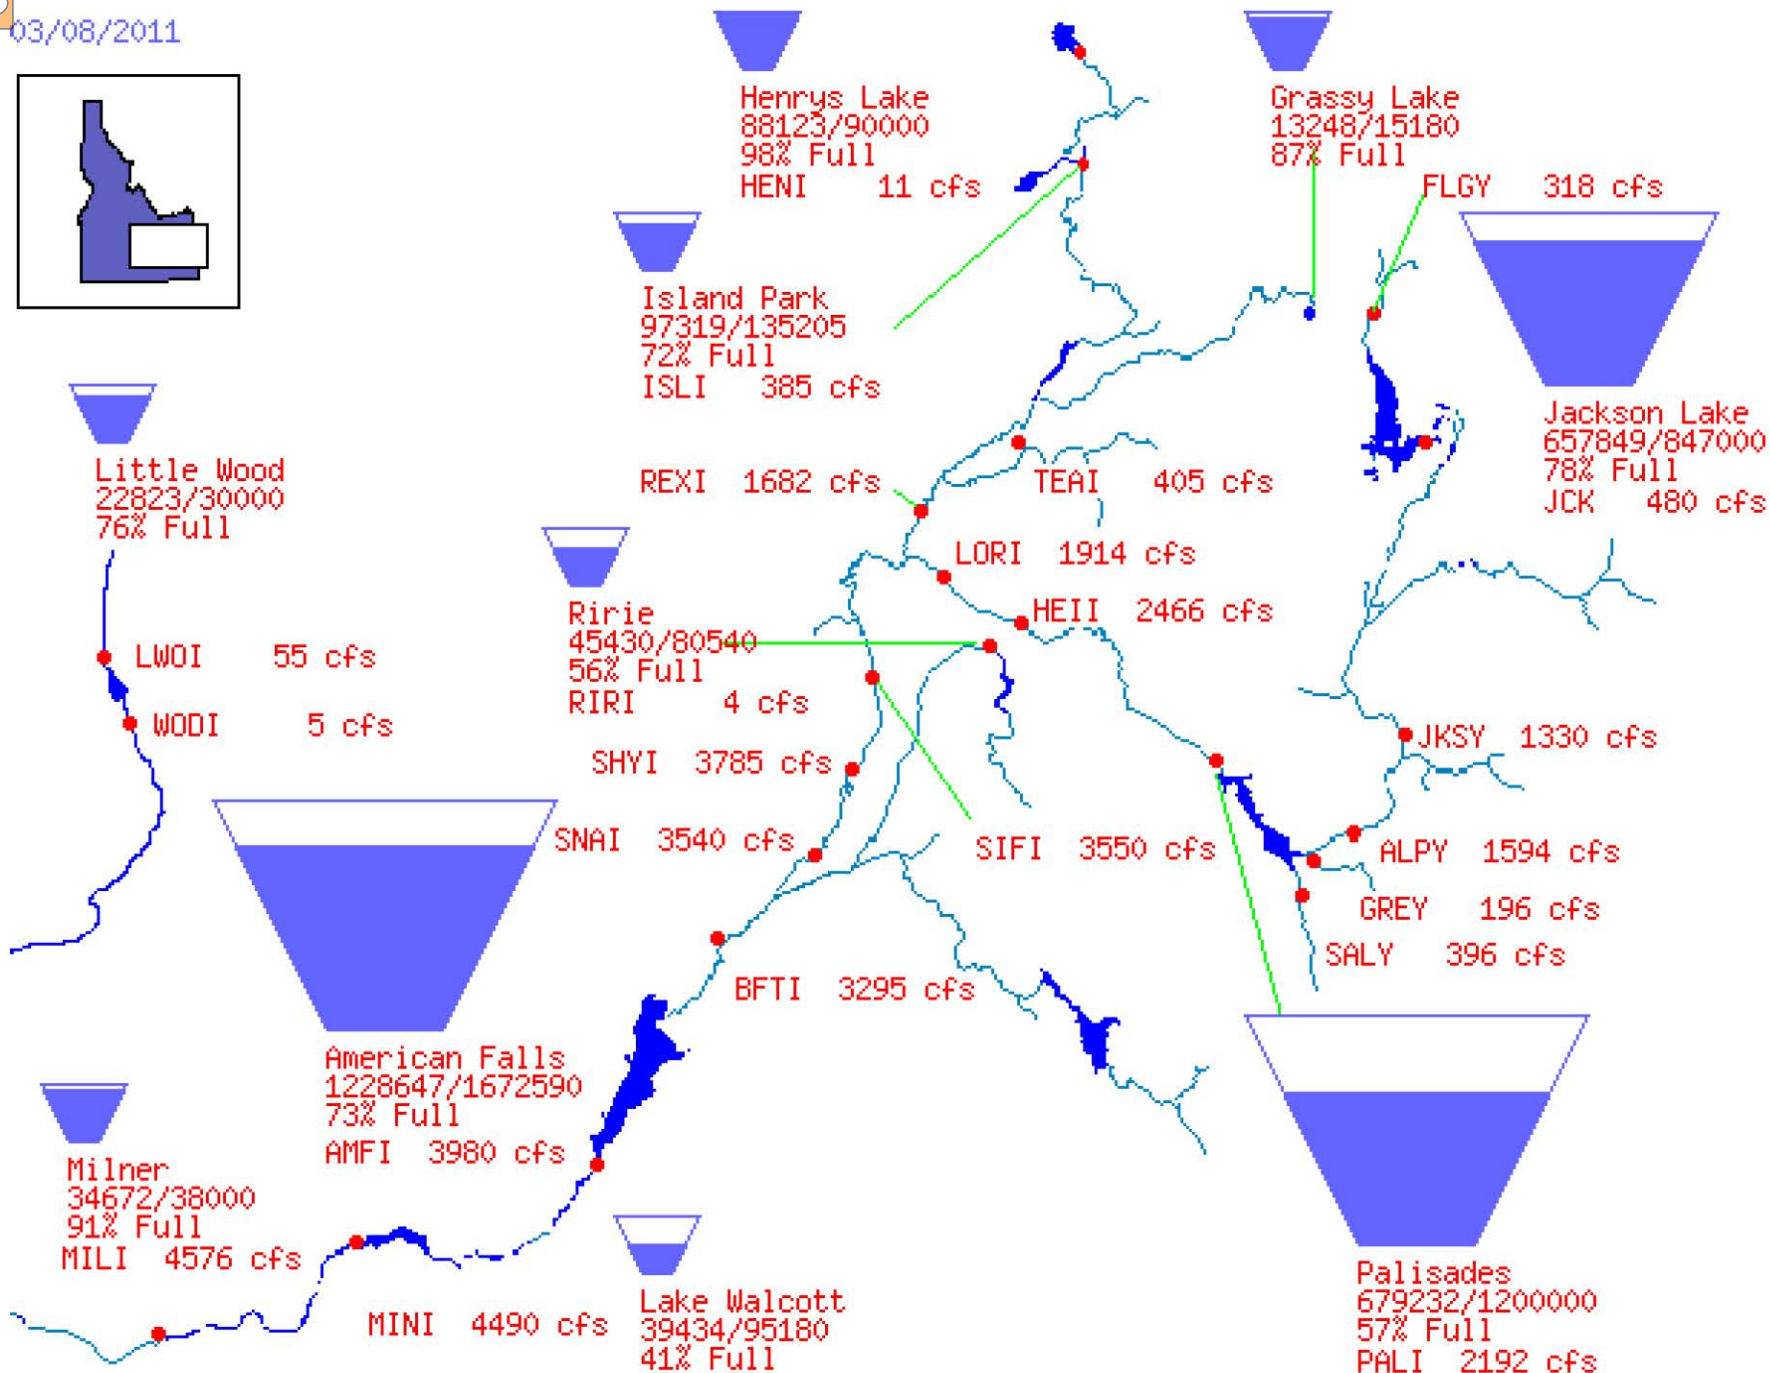 03/08/2011
Henrys Lake
88123/90000
98% Full
HENI 11 cfs
Grassy Lake
13248/15180
87% Full
FLGY 318 cfs
Island Park
97319/135205
72% Full
ISLI 385 cfs
Jackson Lake
657849/847000
78% Full
JCK 480 cfs
Little Wood
22823/30000
76% Full
REXI 1682 cfs
TEAI 405 cfs
LORI 1914 cfs
HEII 2466 cfs
Ririe
45430/80540
56% Full
RIRI 4 cfs
LWOI 55 cfs
WODI 5 cfs
SHYI 3785 cfs
JKSY 1330 cfs
SNAI 3540 cfs
SIFI 3550 cfs
ALPY 1594 cfs
GREY 196 cfs
SALY 396 cfs
BFTI 3295 cfs
American Falls
1228647/1672590
73% Full
AMFI 3980 cfs
Milner
34672/38000
91% Full
MILI 4576 cfs
MINI 4490 cfs
Lake Walcott
39434/95180
41% Full
Palisades
679232/1200000
57% Full
PALI 2192 cfs